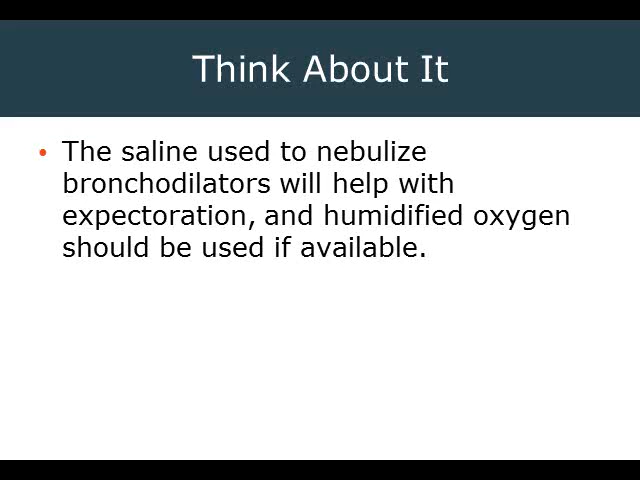 Think About It
• The saline used to nebulize
bronchodilators will help with
expectoration, and humidified oxygen
should be used if available.